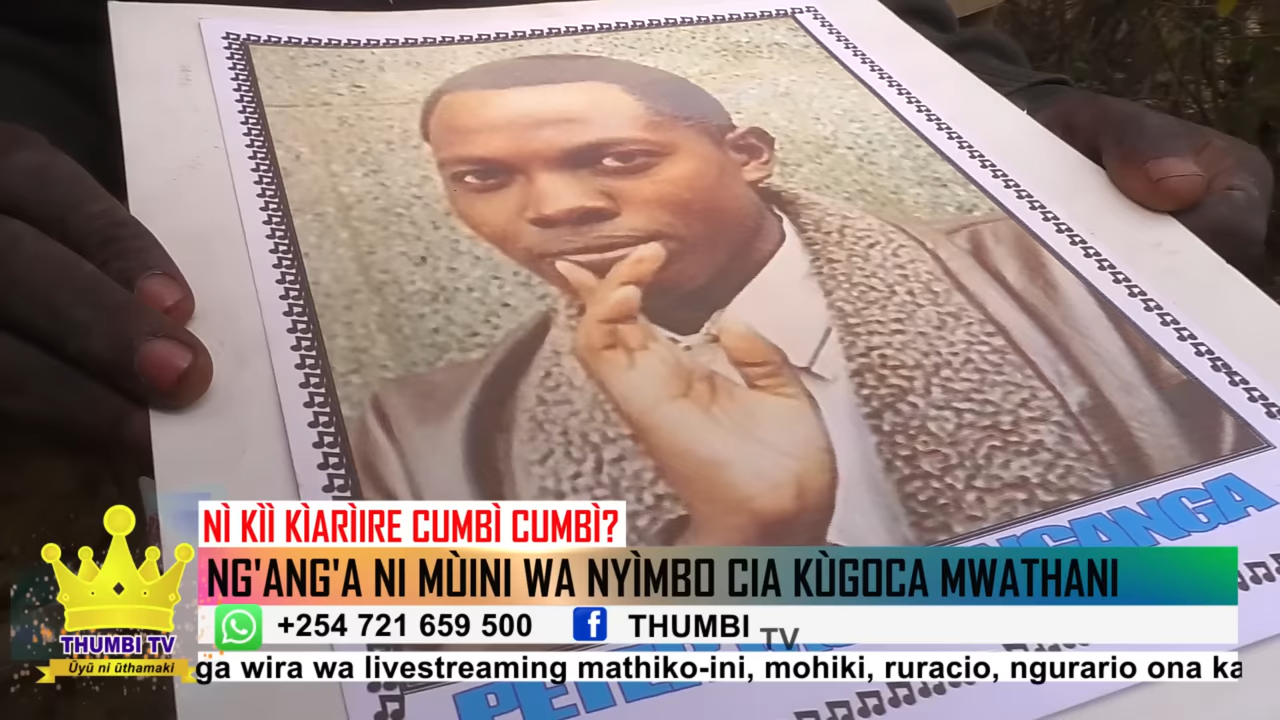 NÌ KÌÌ KÌARÌIRE CUMBÌ CUMBÌ?
NG'ANG'A NI MÙINI WA NYÌMBO CIA KÙGOCA MWATHANI
+254 721 659 500 THUMBI TV
THUMBI TV
Ùyù ni ùthamaki
ga wira wa livestreaming mathiko-ini, mohiki, ruracio, ngurario ona ka